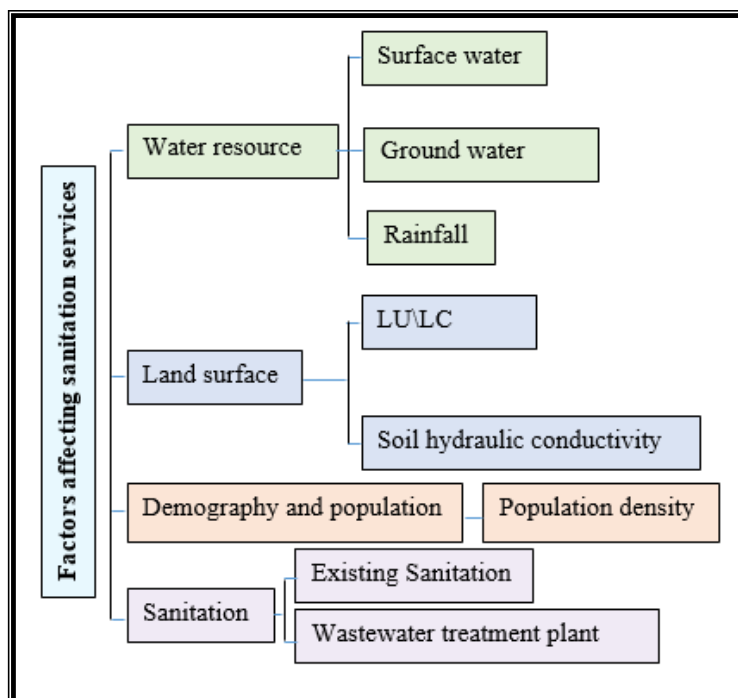 Factors affecting sanitation services
Water resource
Surface water
Ground water
Rainfall
Land surface
LU\LC
Soil hydraulic conductivity
Demography and population
Population density
Sanitation
Existing Sanitation
Wastewater treatment plant